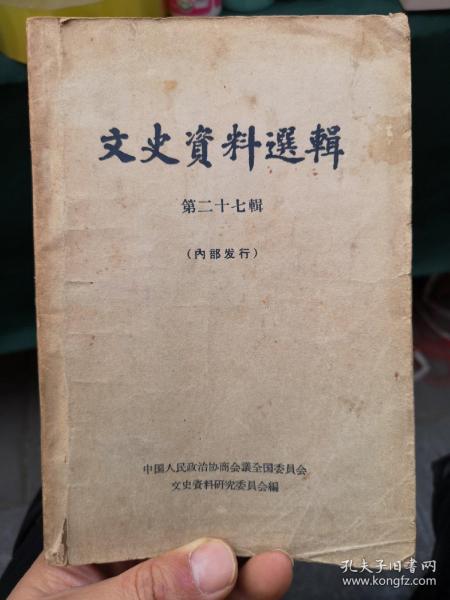 文史資料選輯
第二十七輯
（內部发行）
中国人民政治协商会議全国委員会
文史資料研究委員会編
孔夫子旧书网
www.kongfz.com